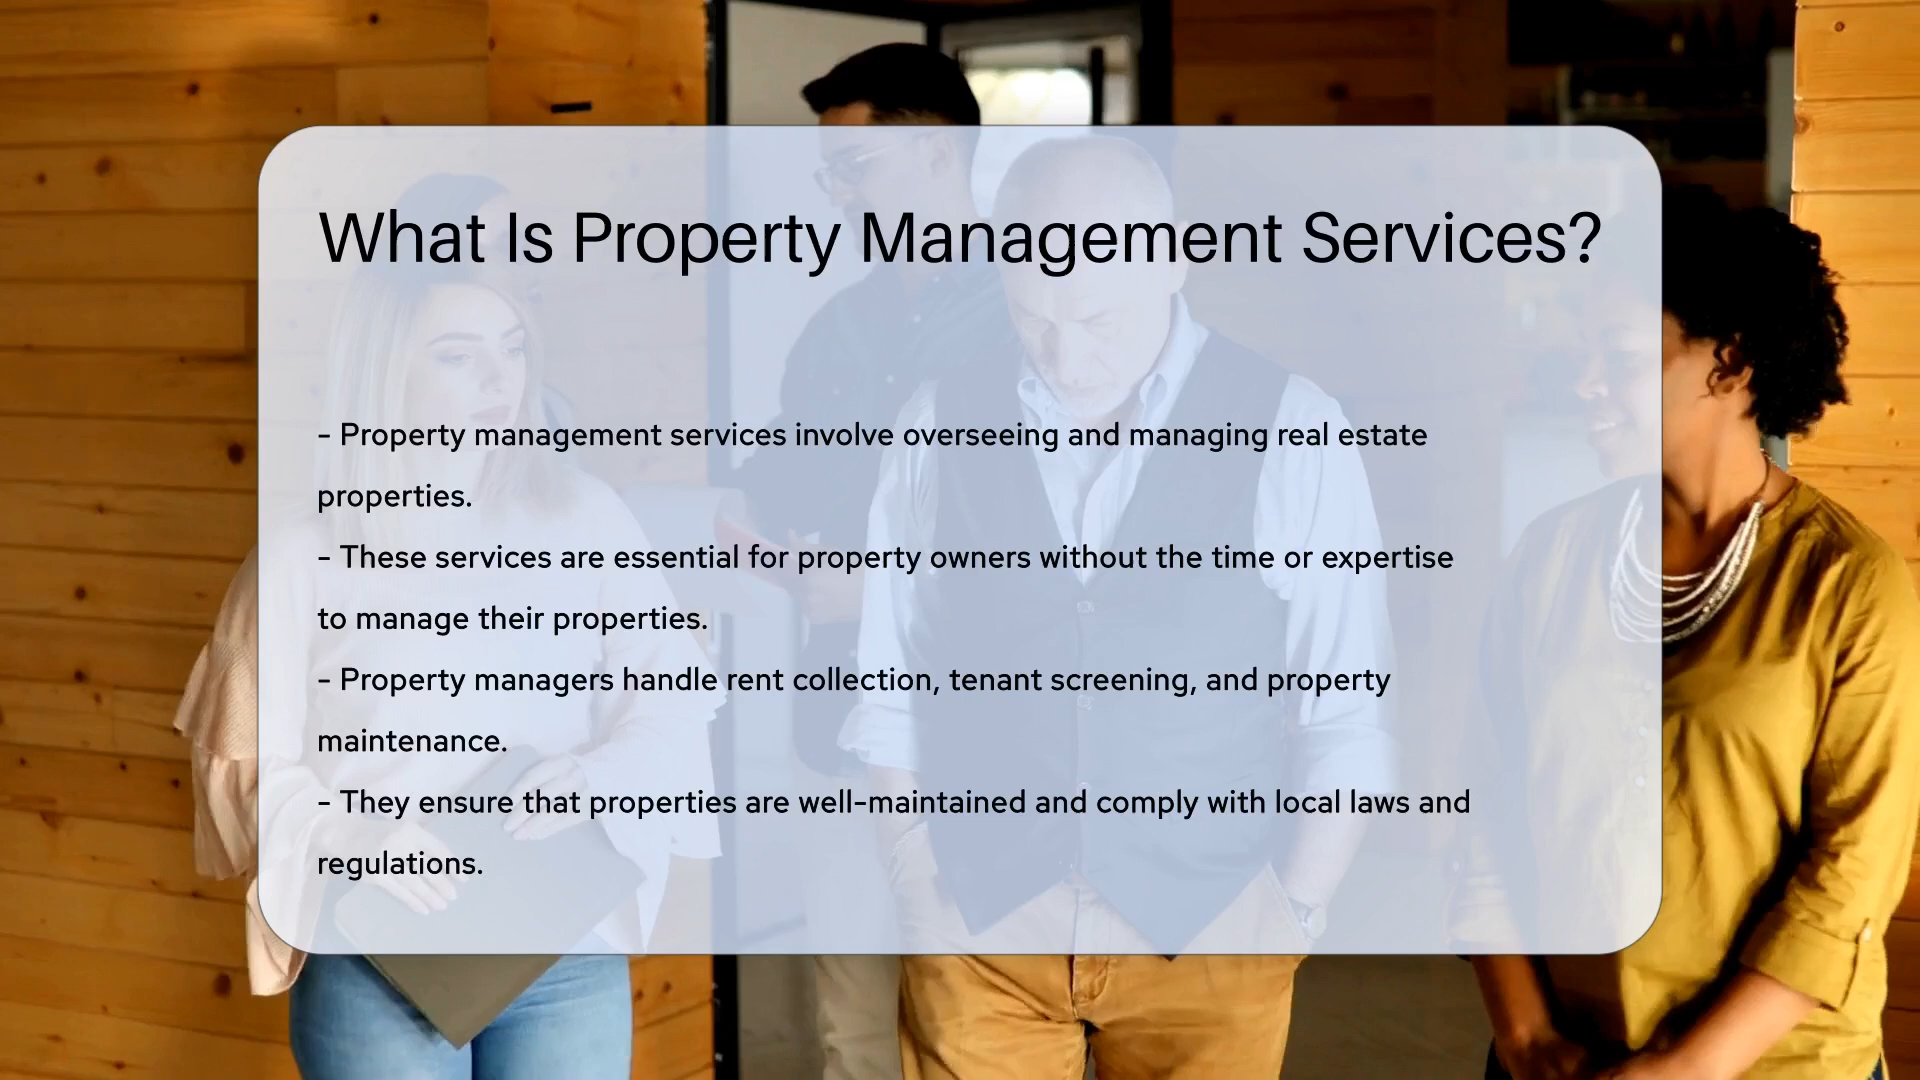 What Is Property Management Services?
- Property management services involve overseeing and managing real estate
properties.
- These services are essential for property owners without the time or expertise
to manage their properties.
- Property managers handle rent collection, tenant screening, and property
maintenance.
- They ensure that properties are well-maintained and comply with local laws and
regulations.